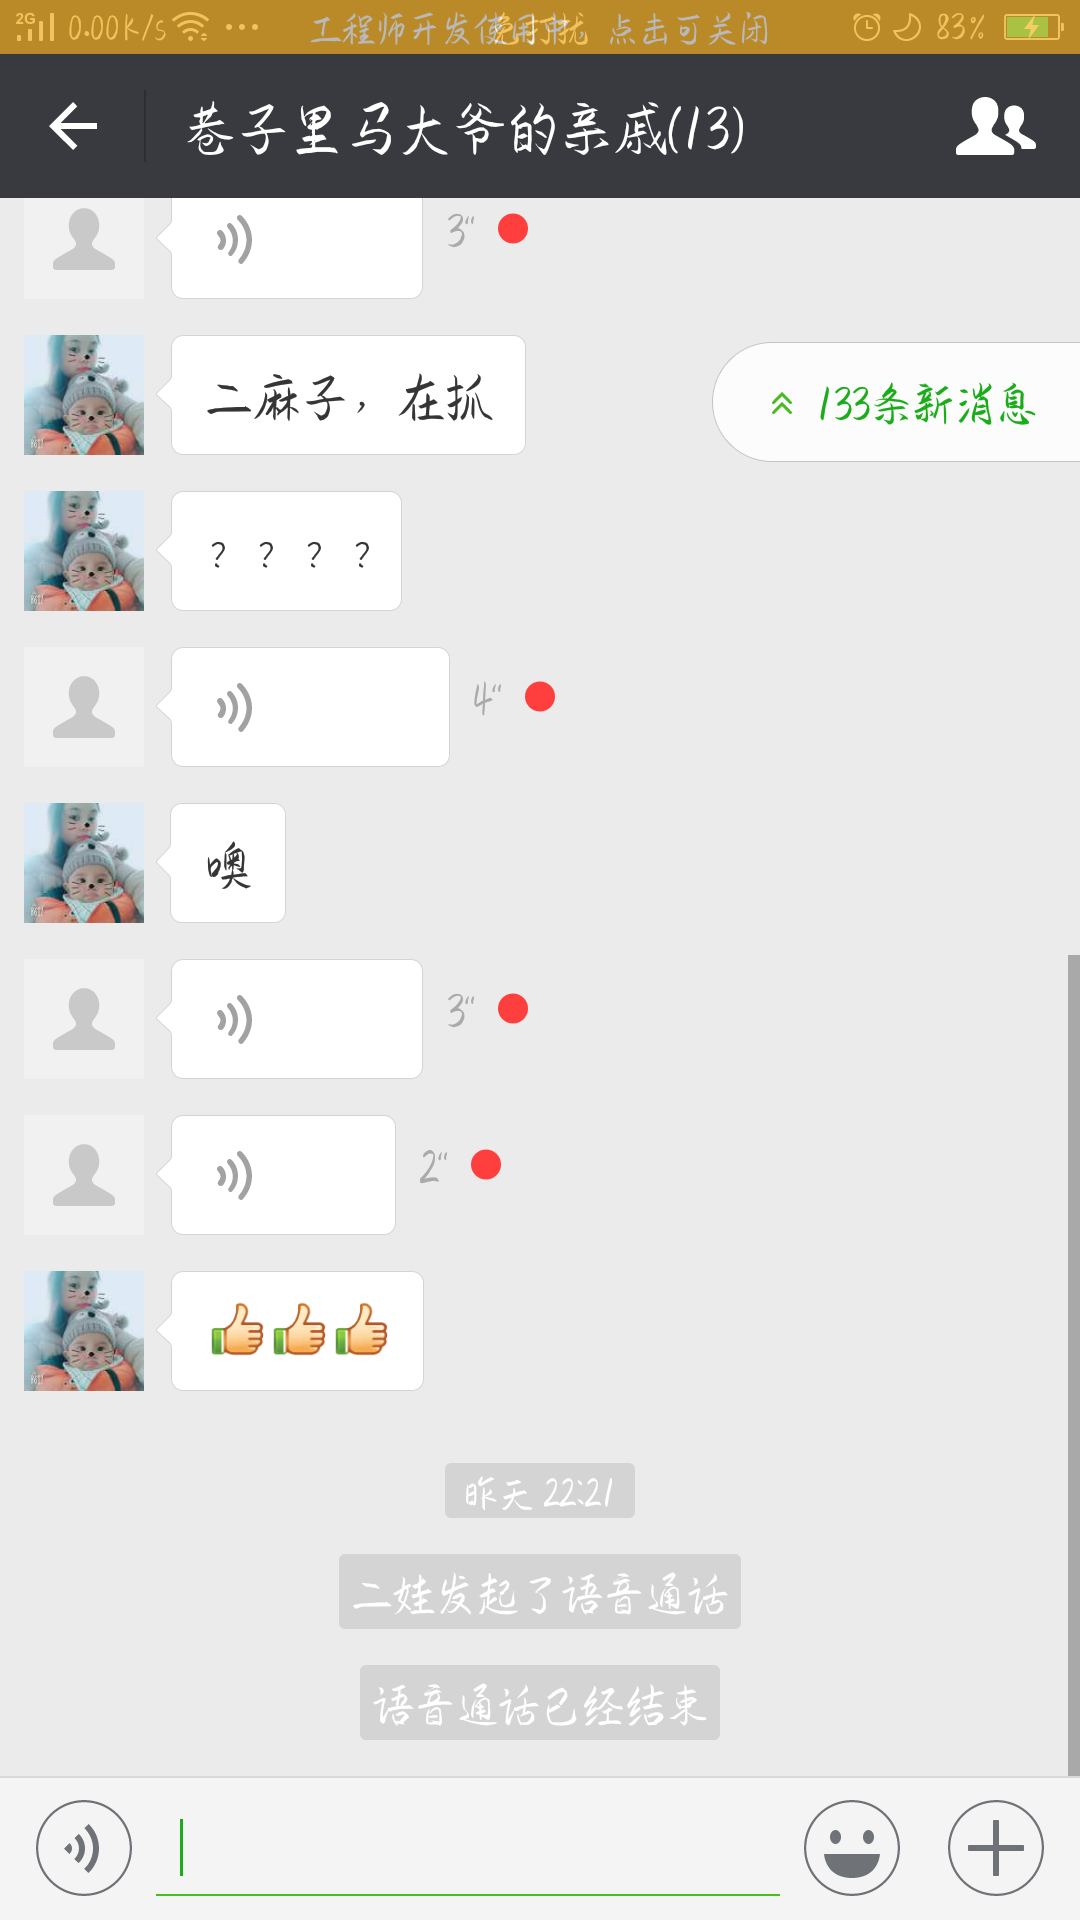 2G 0.00K/s ... 工程师开发使用中, 点击可关闭 83%
巷子里马大爷的亲戚(13)
3"
二麻子，在抓
133条新消息
？？？？
4"
噢
3"
2"
昨天 22:21
二娃发起了语音通话
语音通话已经结束